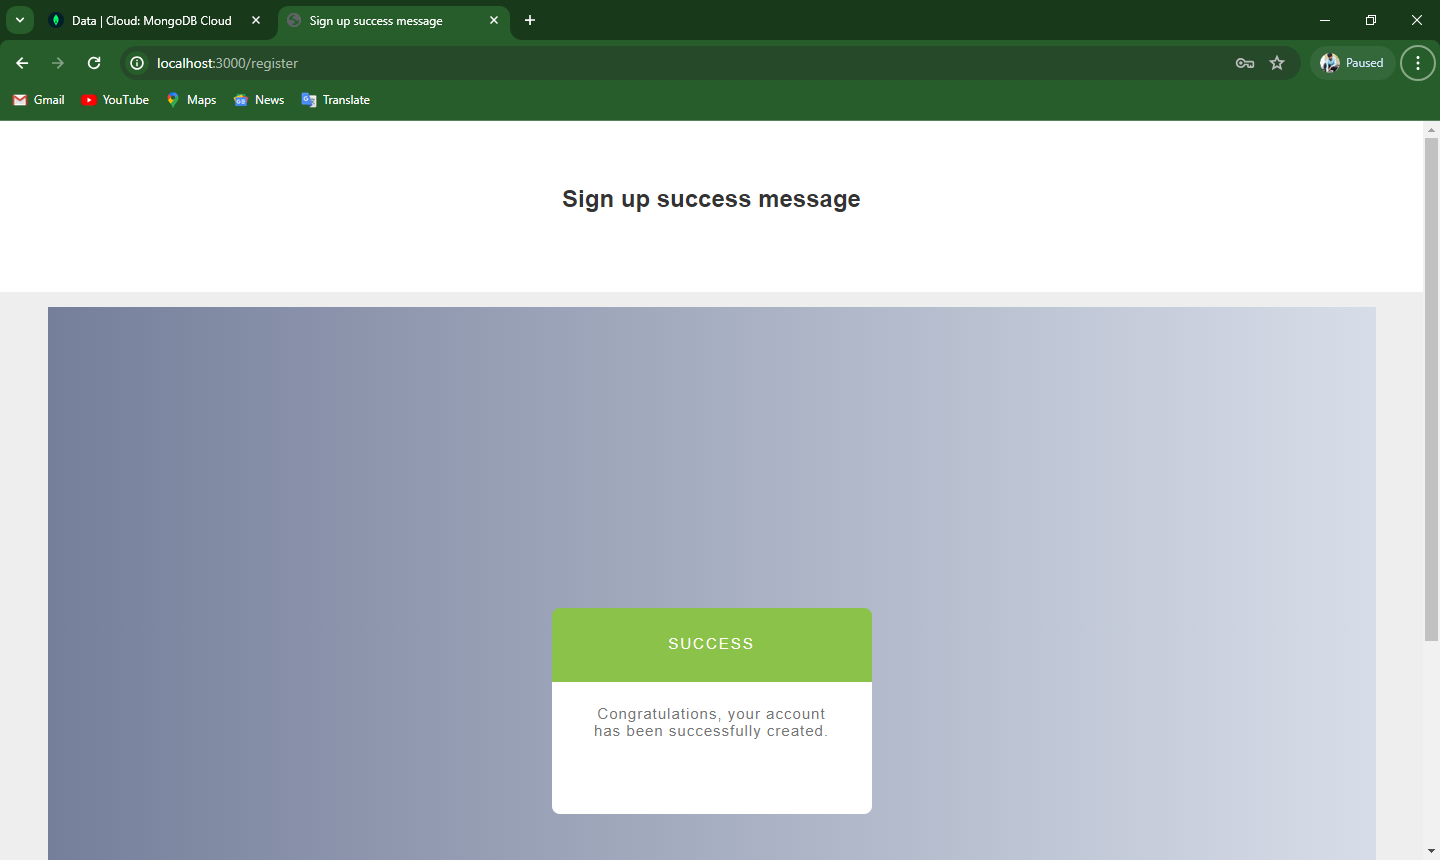 Data | Cloud: MongoDB Cloud
Sign up success message
localhost:3000/register
Paused
Gmail
YouTube
Maps
News
Translate
Sign up success message
SUCCESS
Congratulations, your account
has been successfully created.